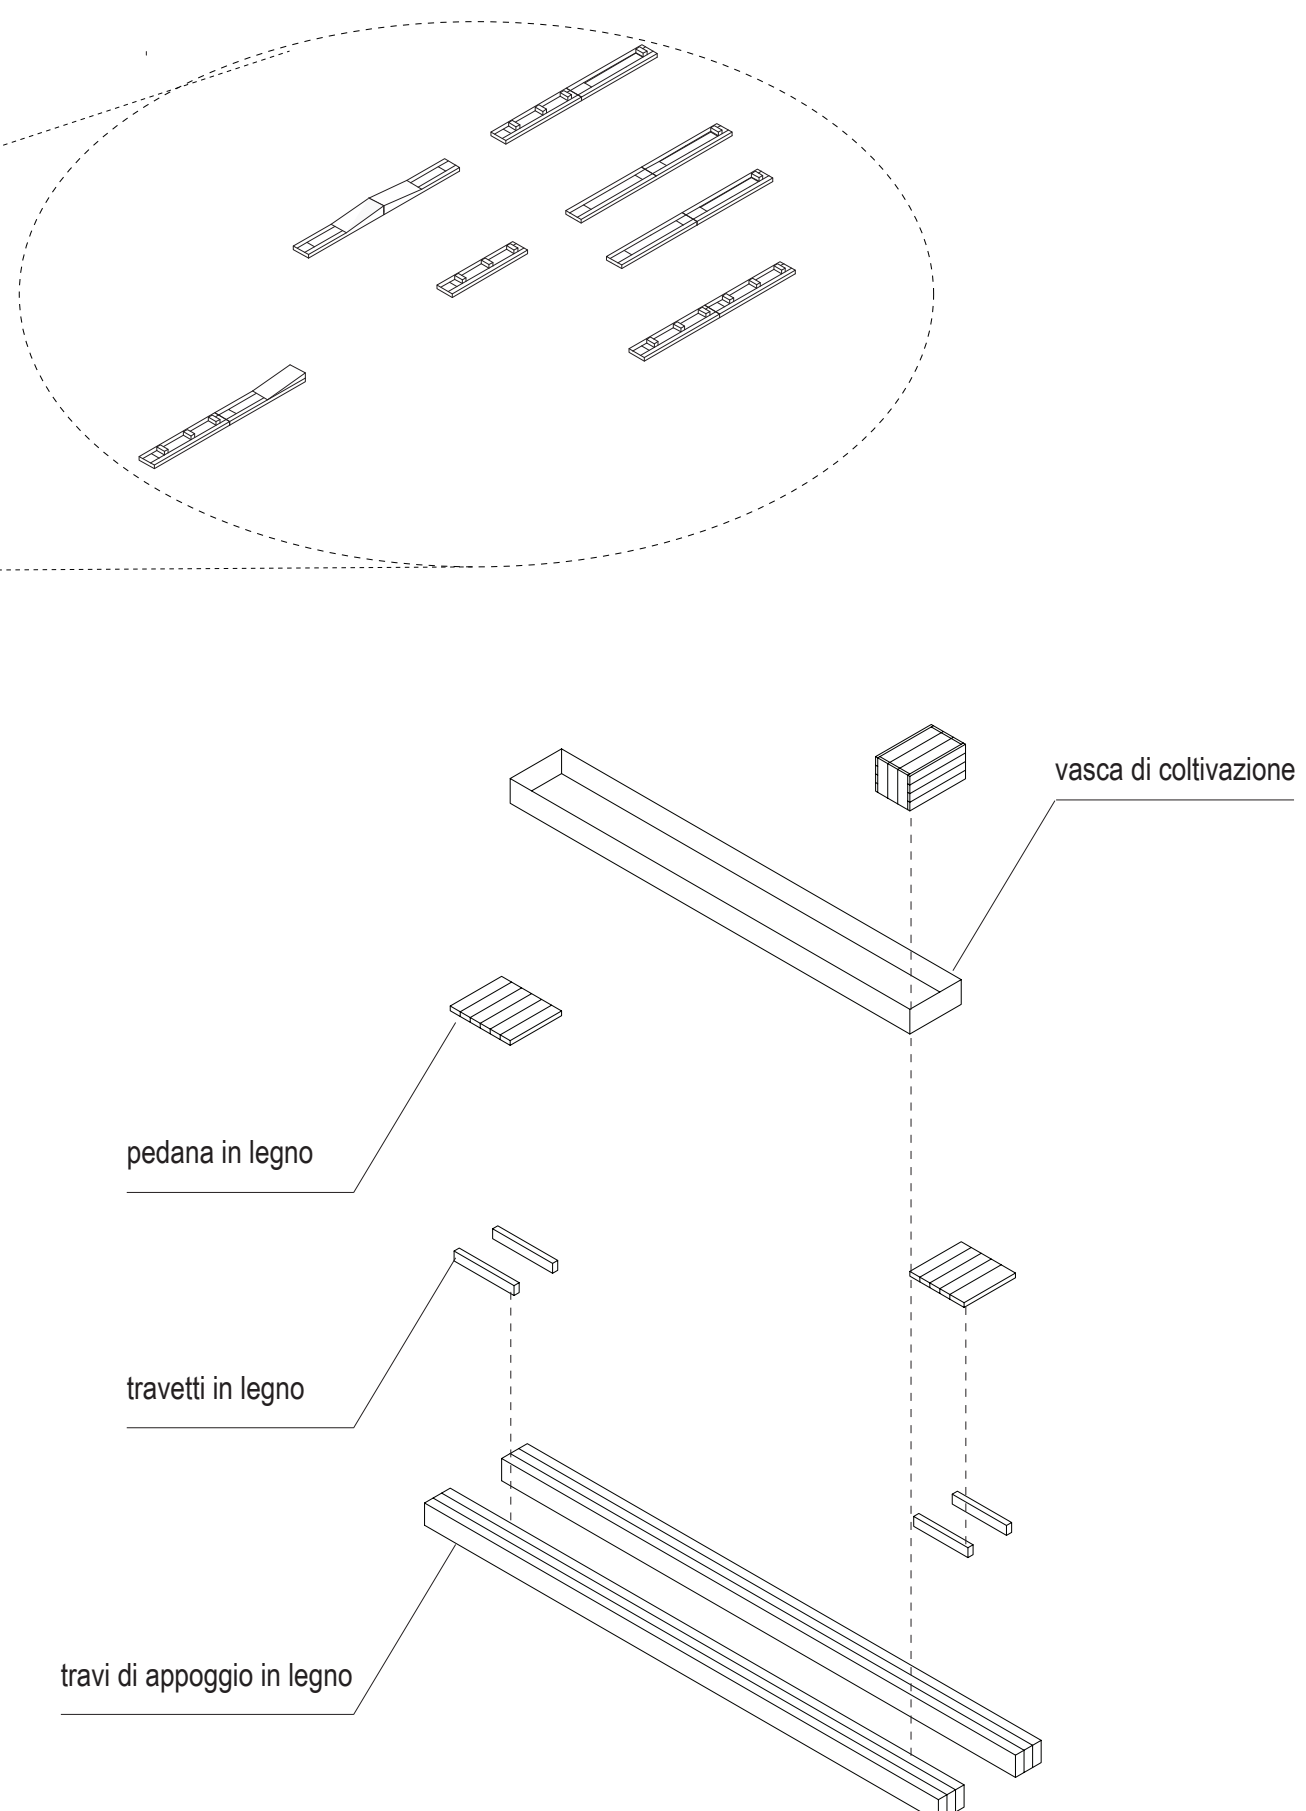 vasca di coltivazione
pedana in legno
travetti in legno
travi di appoggio in legno